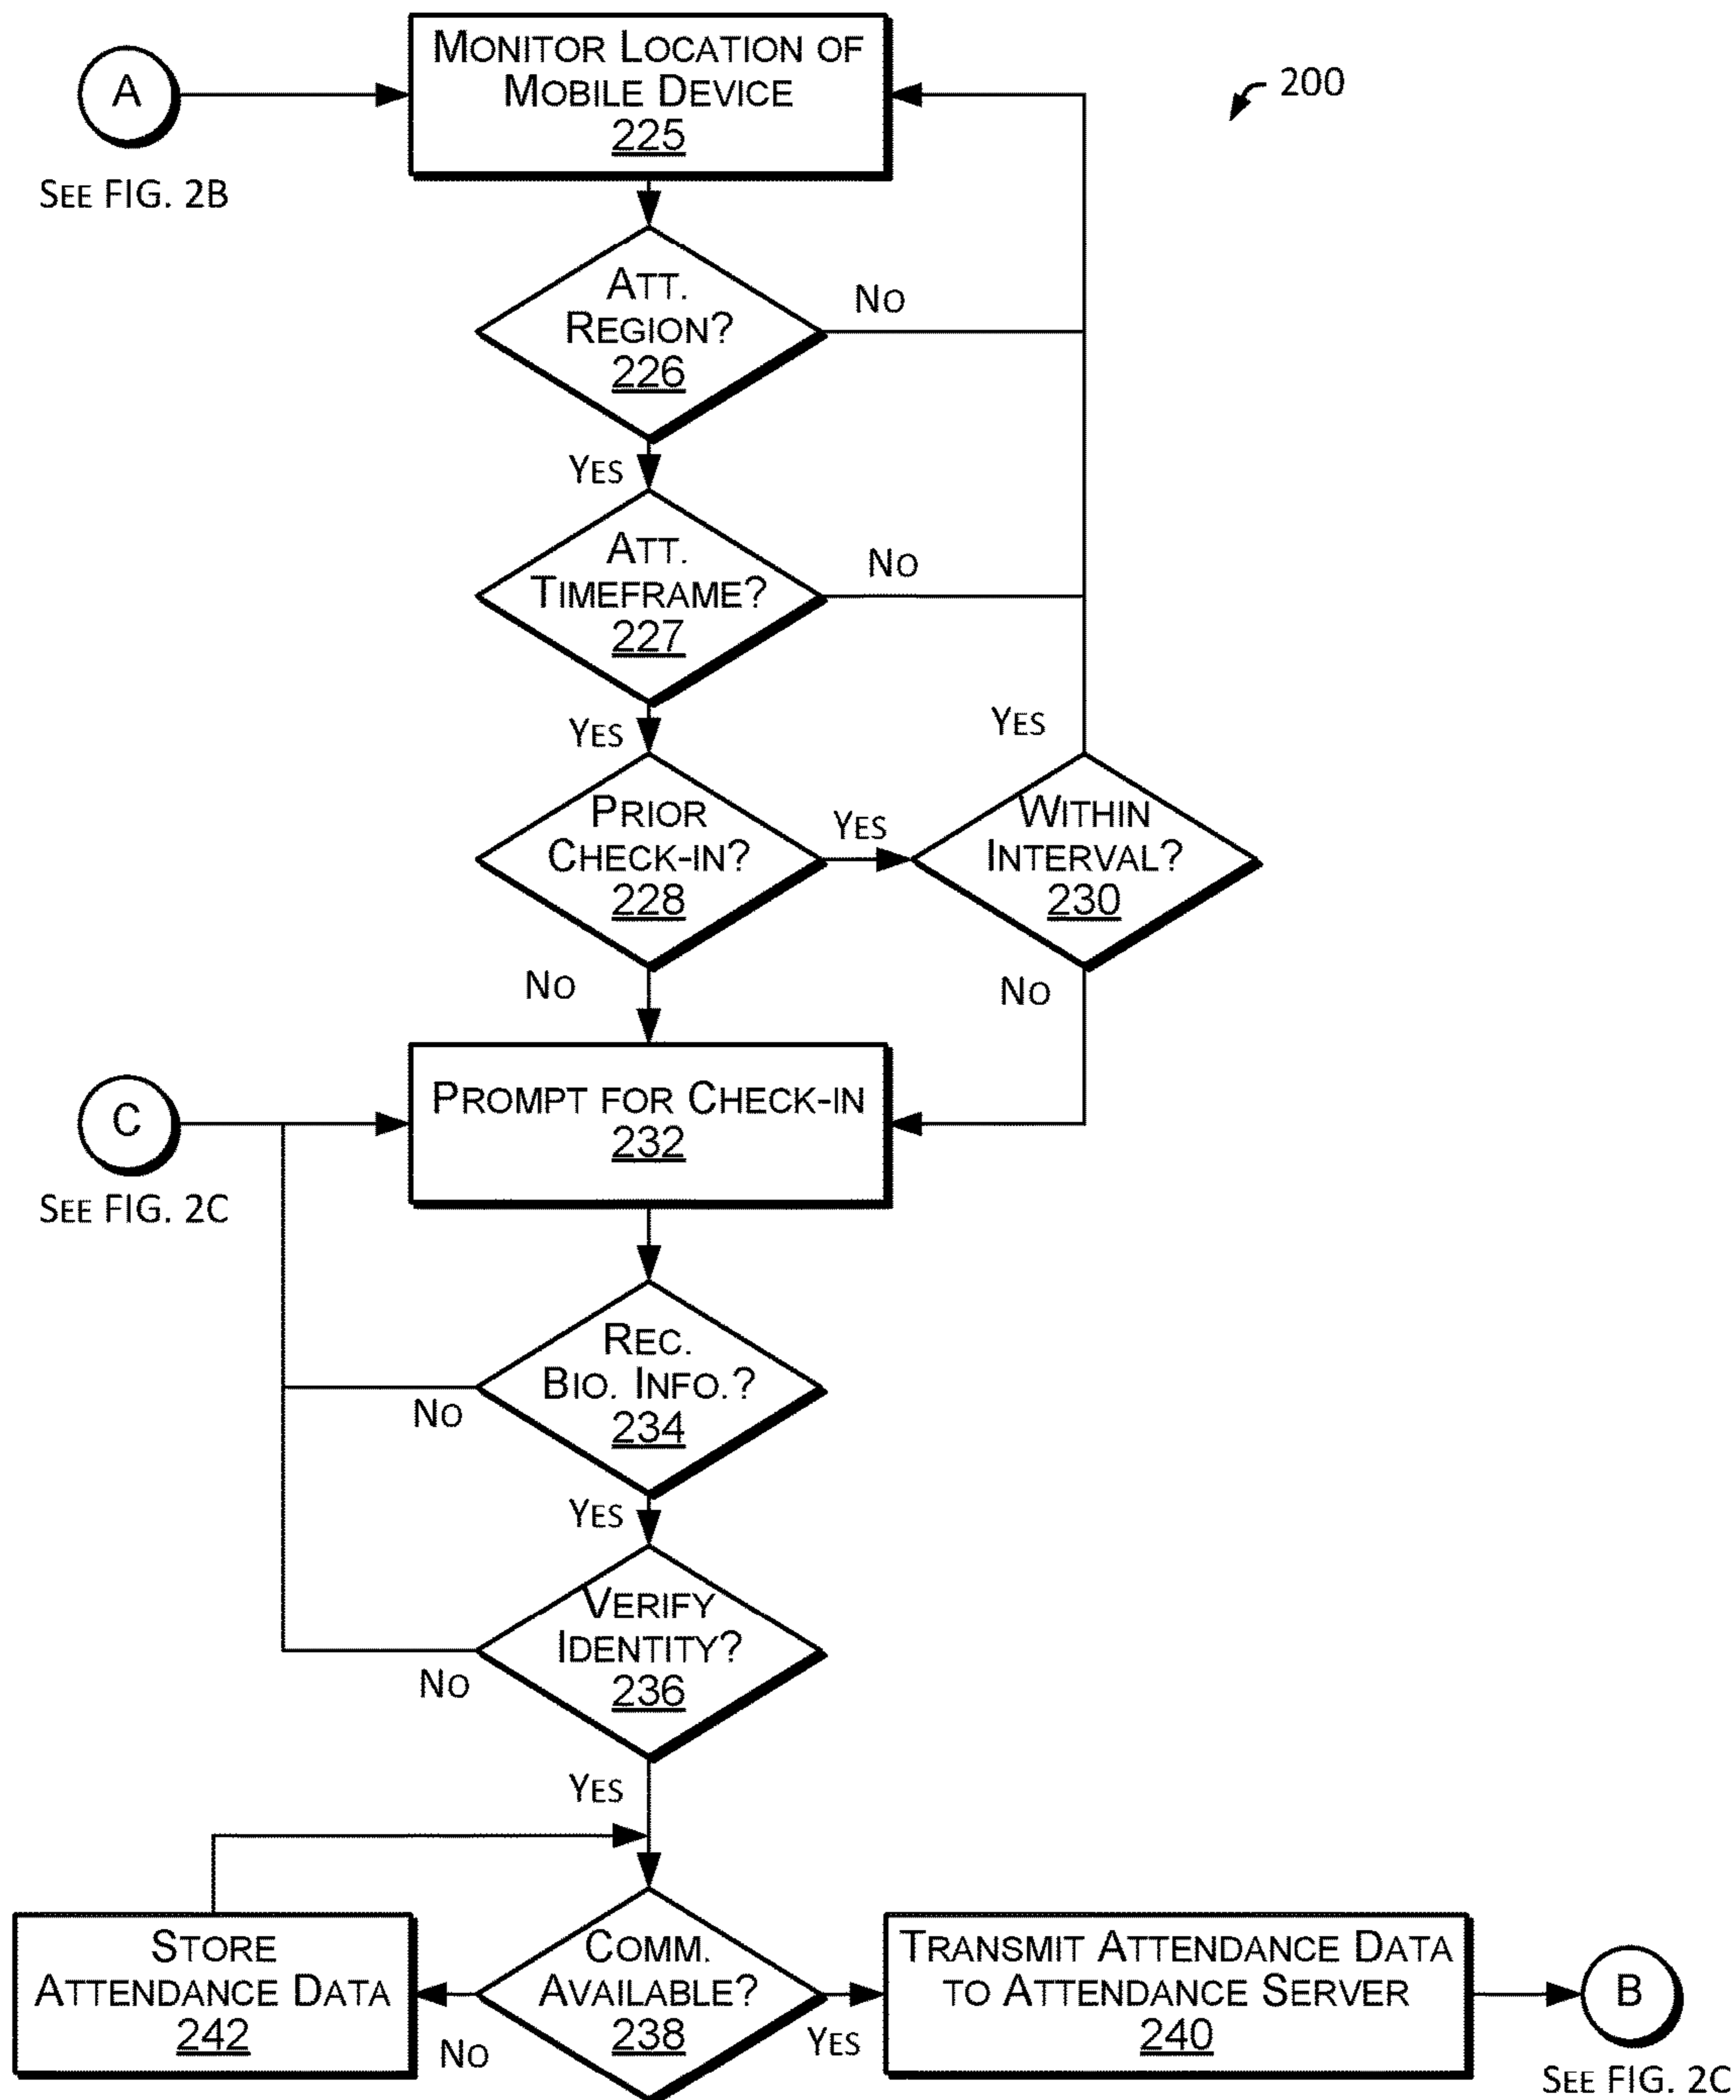 MONITOR LOCATION OF
MOBILE DEVICE
225
A
200
SEE FIG. 2B
ATT.
REGION?
226
NO
YES
ATT.
TIMEFRAME?
227
NO
YES
YES
PRIOR
CHECK-IN?
228
YES
WITHIN
INTERVAL?
230
NO
NO
PROMPT FOR CHECK-IN
232
C
SEE FIG. 2C
REC.
BIO. INFO.?
234
NO
YES
VERIFY
IDENTITY?
236
NO
YES
STORE
ATTENDANCE DATA
242
COMM.
AVAILABLE?
238
NO
YES
TRANSMIT ATTENDANCE DATA
TO ATTENDANCE SERVER
240
B
SEE FIG. 2C